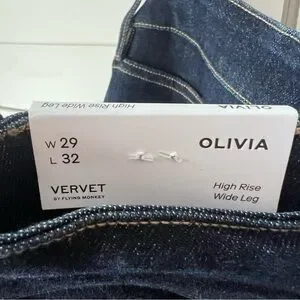 High Rise Wide Leg
OLIVIA
W 29
L 32
OLIVIA
VERVET
BY FLYING MONKEY
High Rise
Wide Leg